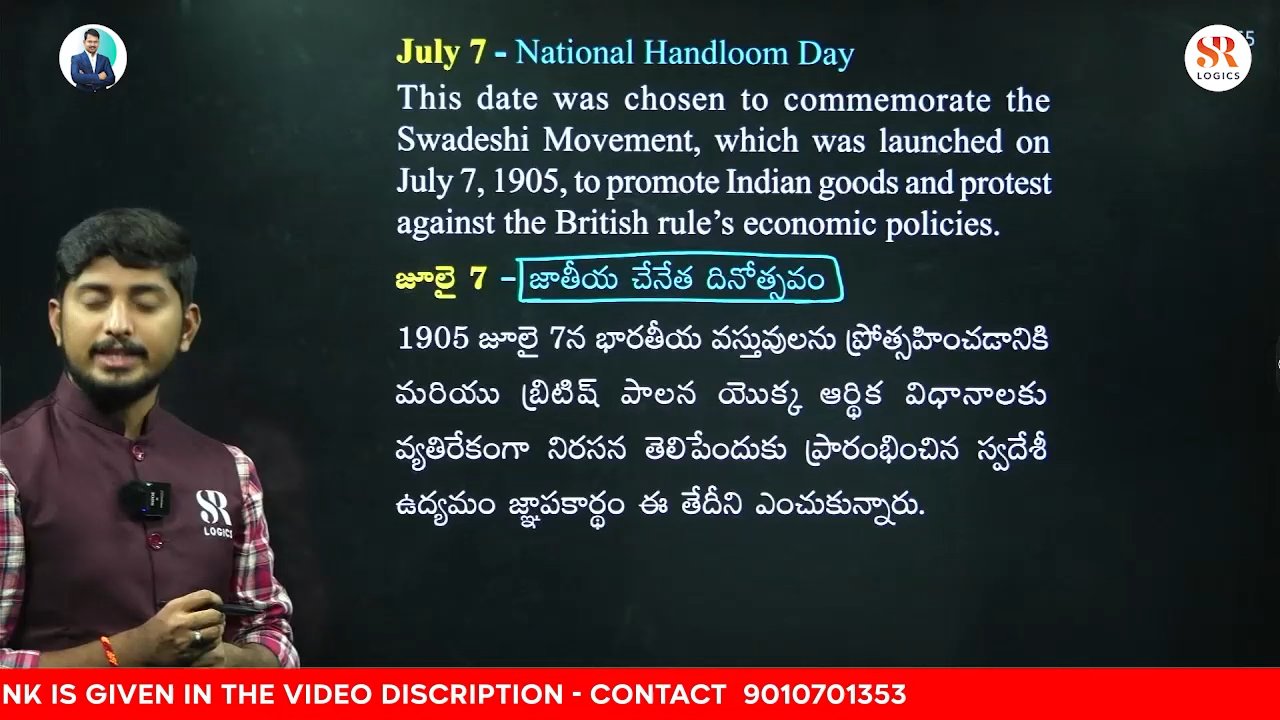 July 7 - National Handloom Day
This date was chosen to commemorate the
Swadeshi Movement, which was launched on
July 7, 1905, to promote Indian goods and protest
against the British rule's economic policies.
జూలై 7 – జాతీయ చేనేత దినోత్సవం
1905 జూలై 7న భారతీయ వస్తువులను ప్రోత్సహించడానికి
మరియు బ్రిటిష్ పాలన యొక్క ఆర్థిక విధానాలకు
వ్యతిరేకంగా నిరసన తెలిపేందుకు ప్రారంభించిన స్వదేశీ
ఉద్యమం జ్ఞాపకార్థం ఈ తేదీని ఎంచుకున్నారు.
SR
LOGICS
SR
LOGICS
NK IS GIVEN IN THE VIDEO DISCRIPTION - CONTACT 9010701353